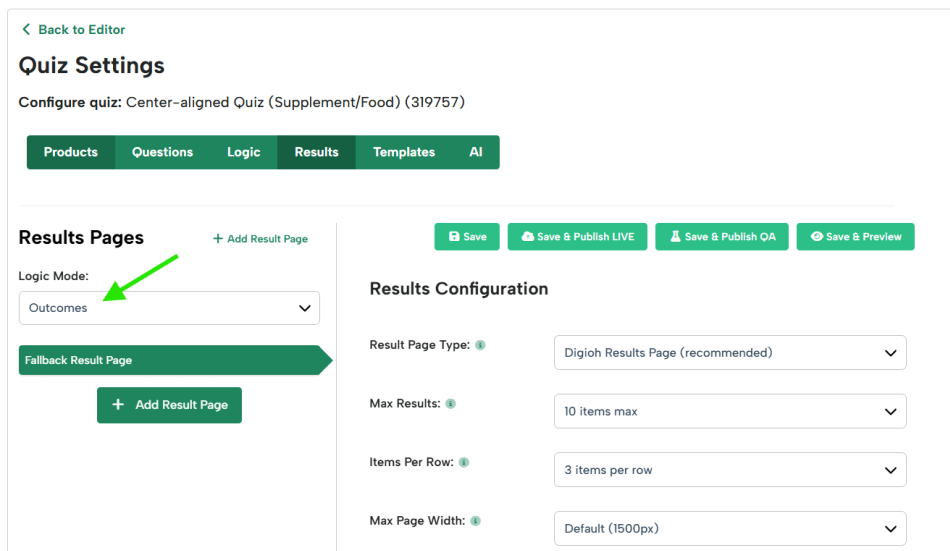 Back to Editor
Quiz Settings
Configure quiz: Center-aligned Quiz (Supplement/Food) (319757)
Products Questions Logic Results Templates AI
Results Pages + Add Result Page
Save Save & Publish LIVE Save & Publish QA Save & Preview
Logic Mode:
Outcomes
Fallback Result Page
+ Add Result Page
Results Configuration
Result Page Type: i
Digioh Results Page (recommended)
Max Results: i
10 items max
Items Per Row: i
3 items per row
Max Page Width: i
Default (1500px)